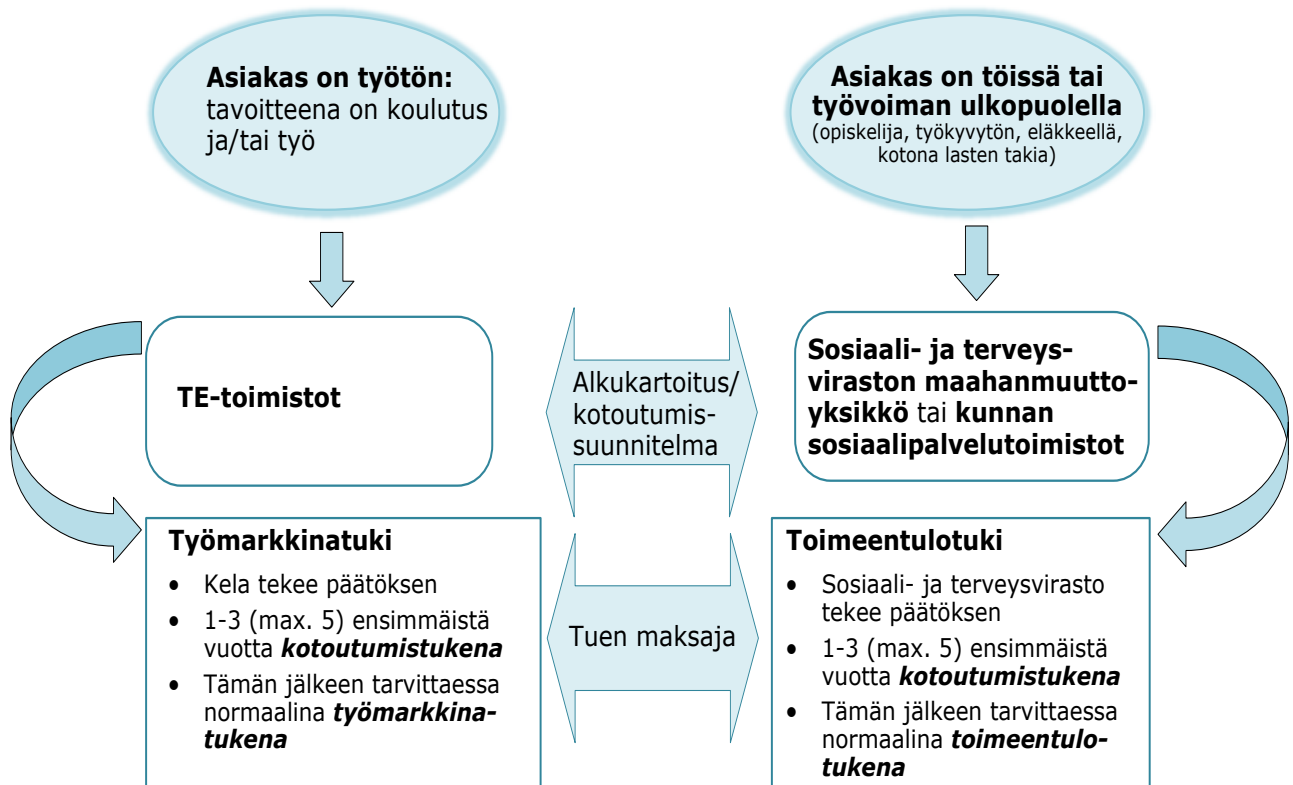 Asiakas on työtön:
tavoitteena on koulutus
ja/tai työ
Asiakas on töissä tai
työvoiman ulkopuolella
(opiskelija, työkyvytön, eläkkeellä,
kotona lasten takia)
TE-toimistot
Alkukartoitus/
kotoutumis-
suunnitelma
Sosiaali- ja terveys-
viraston maahanmuutto-
yksikkö tai kunnan
sosiaalipalvelutoimistot
Työmarkkinatuki
• Kela tekee päätöksen
• 1-3 (max. 5) ensimmäistä
vuotta kotoutumistukena
• Tämän jälkeen tarvittaessa
normaalina työmarkkina-
tukena
Tuen maksaja
Toimeentulotuki
• Sosiaali- ja terveysvirasto
tekee päätöksen
• 1-3 (max. 5) ensimmäistä
vuotta kotoutumistukena
• Tämän jälkeen tarvittaessa
normaalina toimeentulo-
tukena